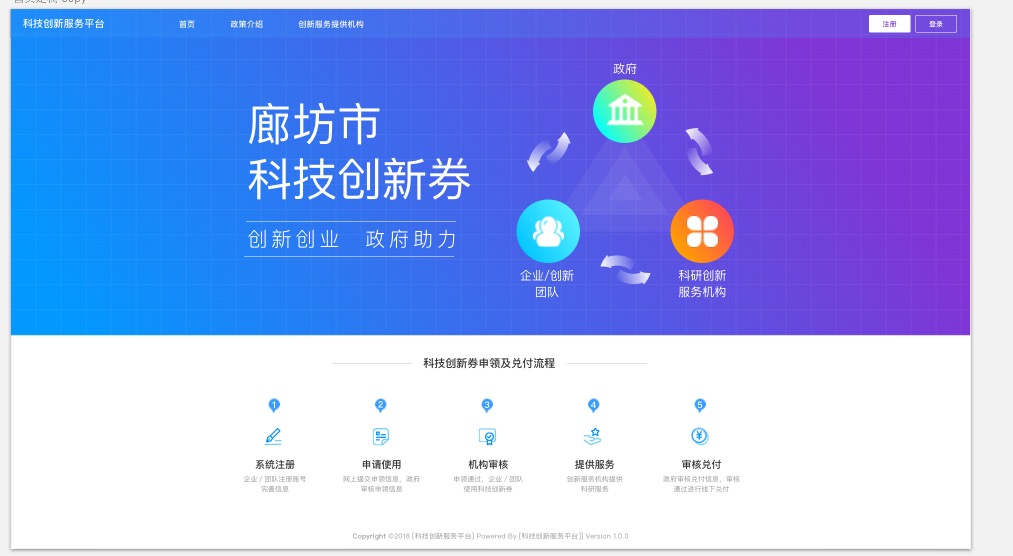 科技创新服务平台 首页 政策介绍 创新服务提供机构 注册 登录
政府
廊坊市
科技创新券
创新创业 政府助力
企业/创新
团队
科研创新
服务机构
科技创新券申领及兑付流程
1 2 3 4 5
系统注册
企业 / 团队注册账号
完善信息
申请使用
网上提交申领信息，政府
审核申领信息
机构审核
申领通过，企业 / 团队
使用科技创新券
提供服务
创新服务机构提供
科研服务
审核兑付
政府审核兑付信息，审核
通过进行线下兑付
Copyright ©2018 [科技创新服务平台] Powered By [科技创新服务平台]] Version 1.0.0